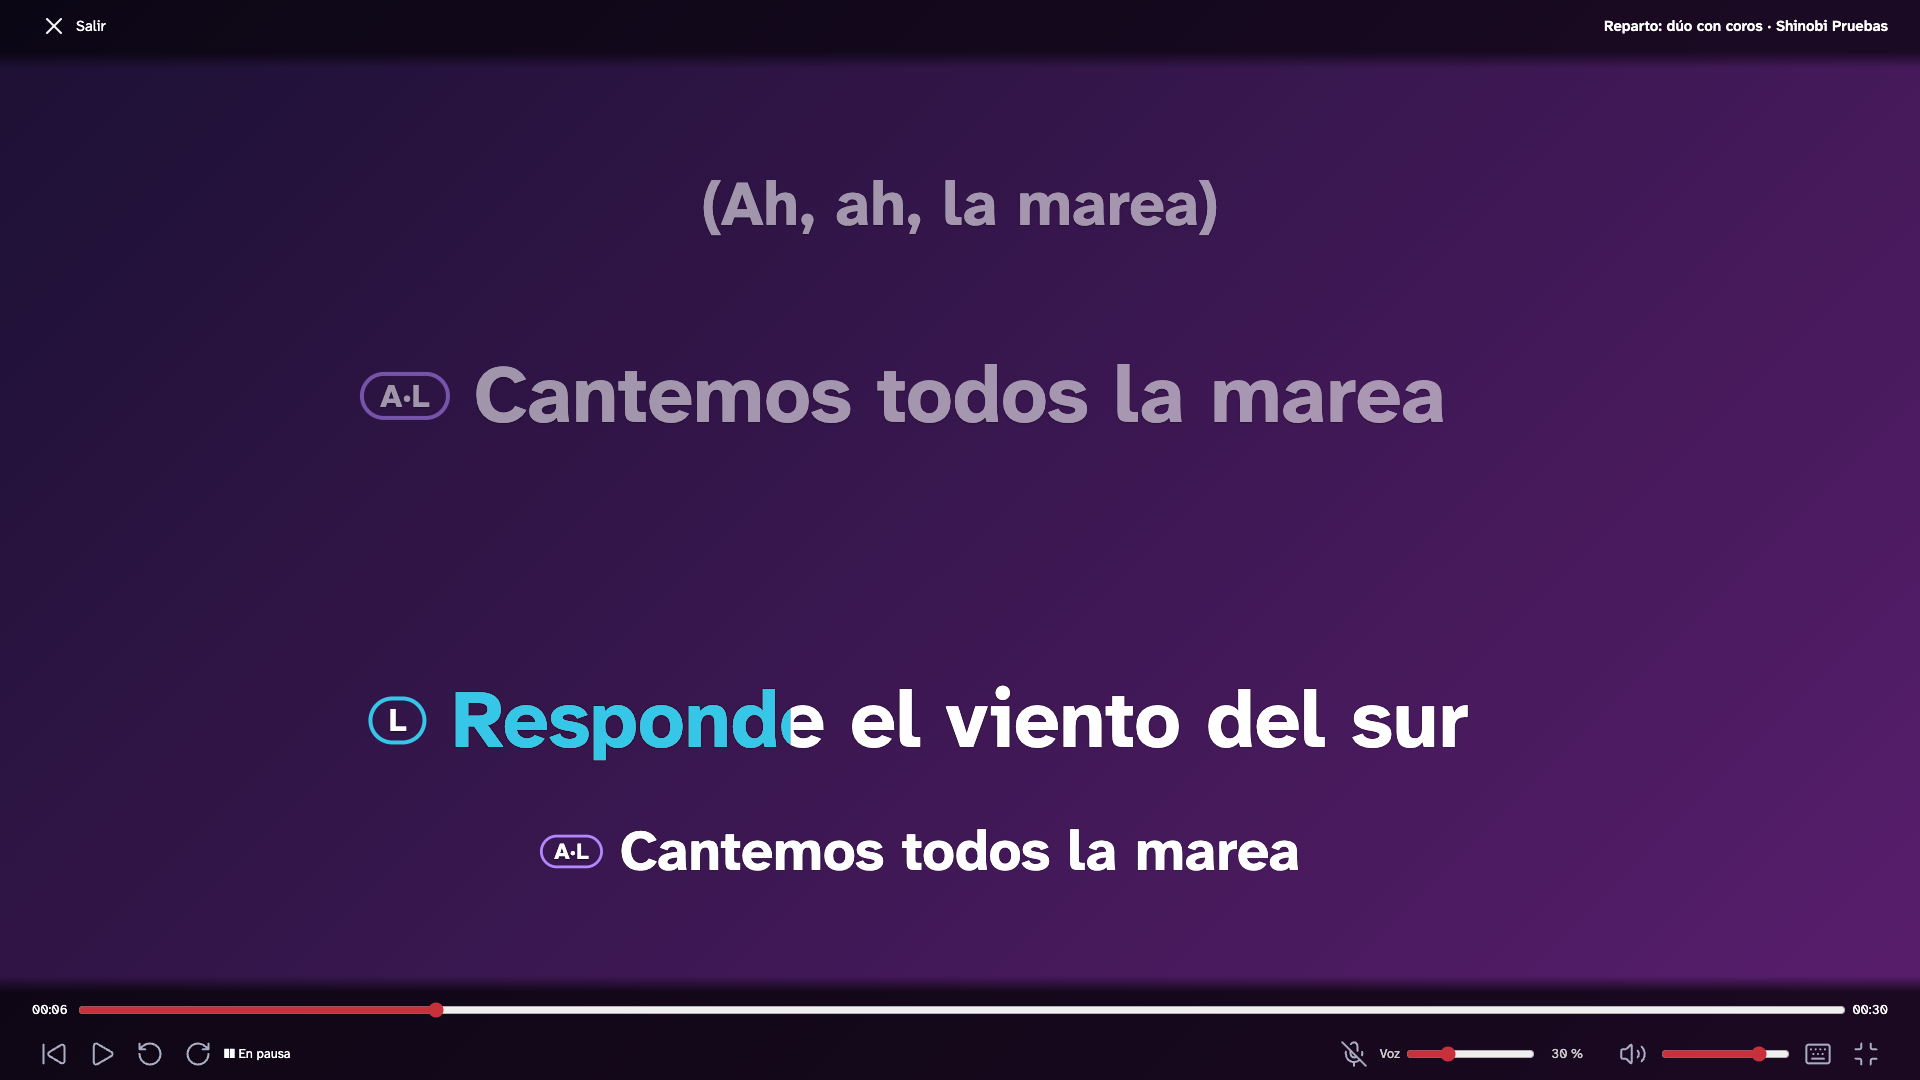 Salir
Reparto: dúo con coros · Shinobi Pruebas
(Ah, ah, la marea)
A·L Cantemos todos la marea
L Responde el viento del sur
A·L Cantemos todos la marea
00:06
00:30
En pausa
Voz
30 %